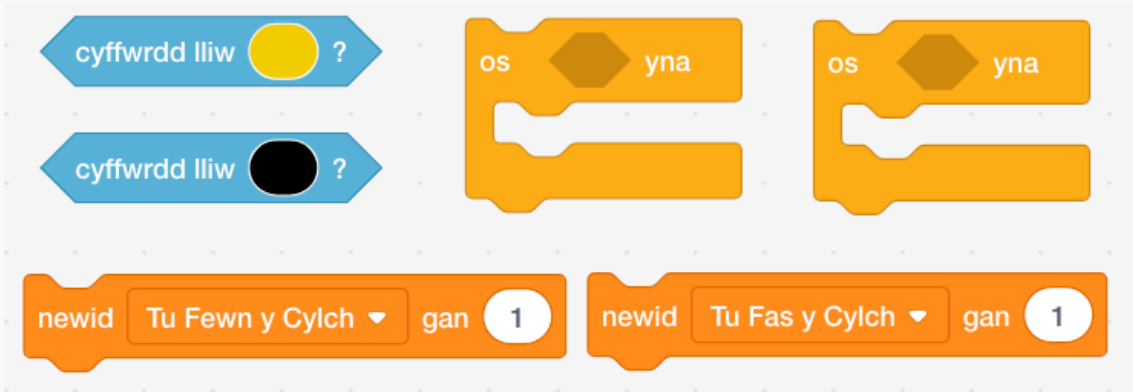 cyffwrdd lliw ?
os yna
os yna
cyffwrdd lliw ?
newid Tu Fewn y Cylch gan 1
newid Tu Fas y Cylch gan 1